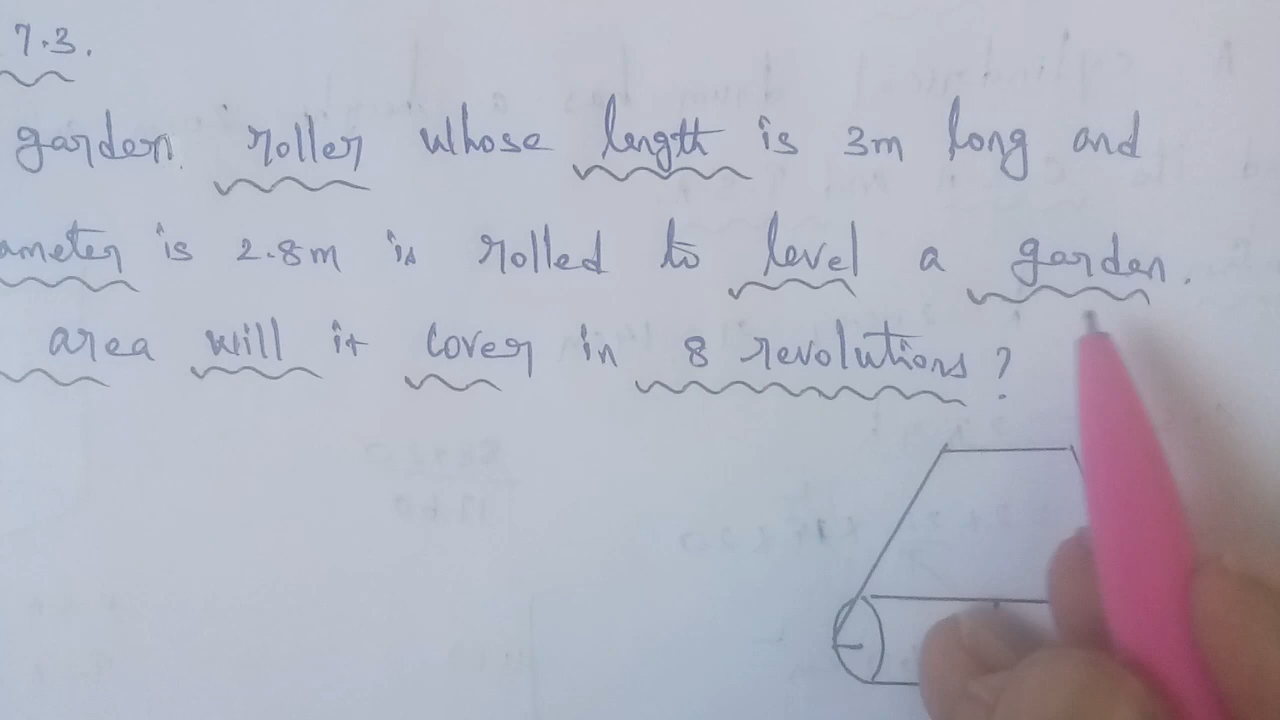 7.3.
garden roller whose length is 3m long and
ameter is 2.8m is rolled to level a garden.
area will it cover in 8 revolutions?